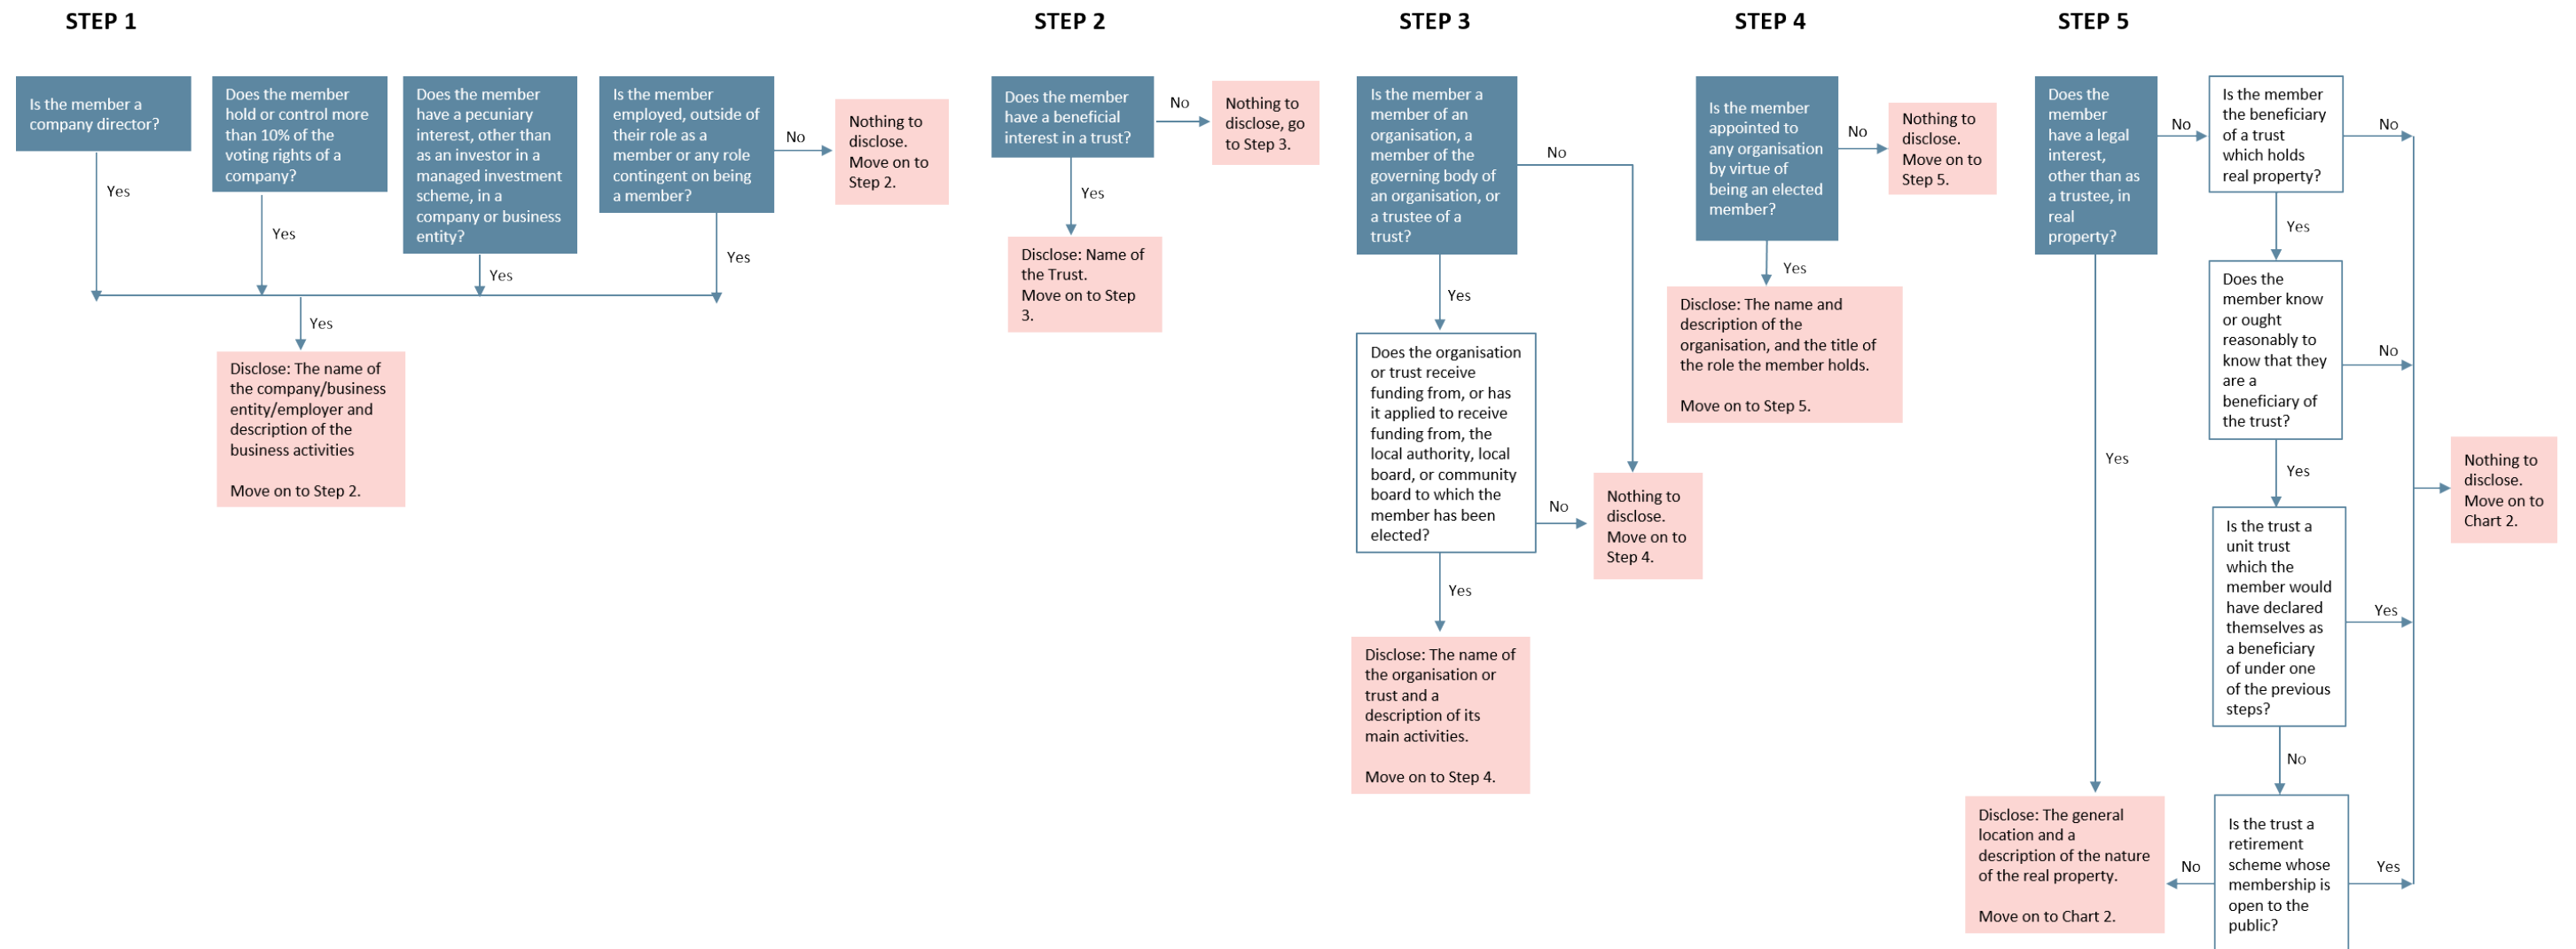 STEP 1
Is the member a
company director?
Yes
Does the member
hold or control more
than 10% of the
voting rights of a
company?
Yes
Does the member
have a pecuniary
interest, other than
as an investor in a
managed investment
scheme, in a
company or business
entity?
Yes
Is the member
employed, outside of
their role as a
member or any role
contingent on being
a member?
No
Nothing to
disclose.
Move on to
Step 2.
Yes
Yes
Disclose: The name of
the company/business
entity/employer and
description of the
business activities
Move on to Step 2.
STEP 2
Does the member
have a beneficial
interest in a trust?
No
Nothing to
disclose, go
to Step 3.
Yes
Disclose: Name of
the Trust.
Move on to Step
3.
STEP 3
Is the member a
member of an
organisation, a
member of the
governing body of
an organisation, or
a trustee of a
trust?
No
Yes
Does the organisation
or trust receive
funding from, or has
it applied to receive
funding from, the
local authority, local
board, or community
board to which the
member has been
elected?
No
Nothing to
disclose.
Move on to
Step 4.
Yes
Disclose: The name of
the organisation or
trust and a
description of its
main activities.
Move on to Step 4.
STEP 4
Is the member
appointed to
any organisation
by virtue of
being an elected
member?
No
Nothing to
disclose.
Move on to
Step 5.
Yes
Disclose: The name and
description of the
organisation, and the title of
the role the member holds.
Move on to Step 5.
STEP 5
Does the
member
have a legal
interest,
other than as
a trustee, in
real
property?
No
Is the member
the beneficiary
of a trust
which holds
real property?
No
Yes
Does the
member know
or ought
reasonably to
know that they
are a
beneficiary of
the trust?
No
Yes
Yes
Nothing to
disclose.
Move on to
Chart 2.
Is the trust a
unit trust
which the
member would
have declared
themselves as
a beneficiary
of under one
of the previous
steps?
Yes
No
Is the trust a
retirement
scheme whose
membership is
open to the
public?
Yes
No
Disclose: The general
location and a
description of the nature
of the real property.
Move on to Chart 2.